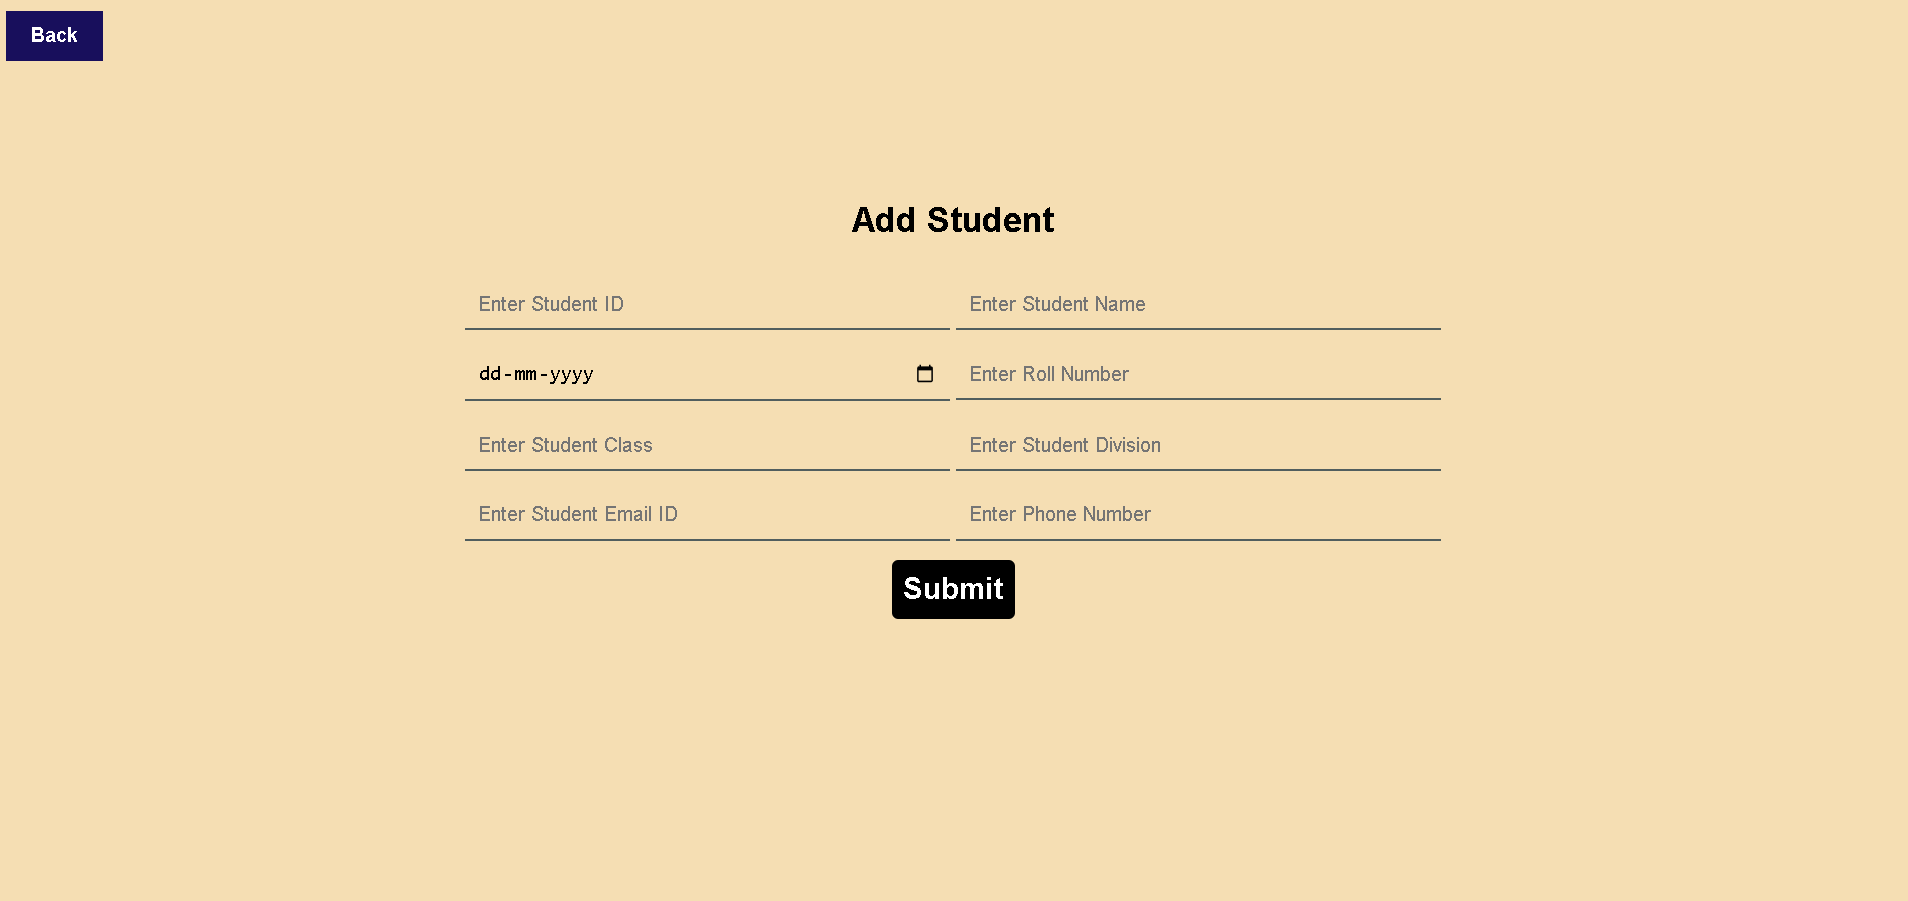 Back
Add Student
Enter Student ID
Enter Student Name
dd-mm-yyyy
Enter Roll Number
Enter Student Class
Enter Student Division
Enter Student Email ID
Enter Phone Number
Submit